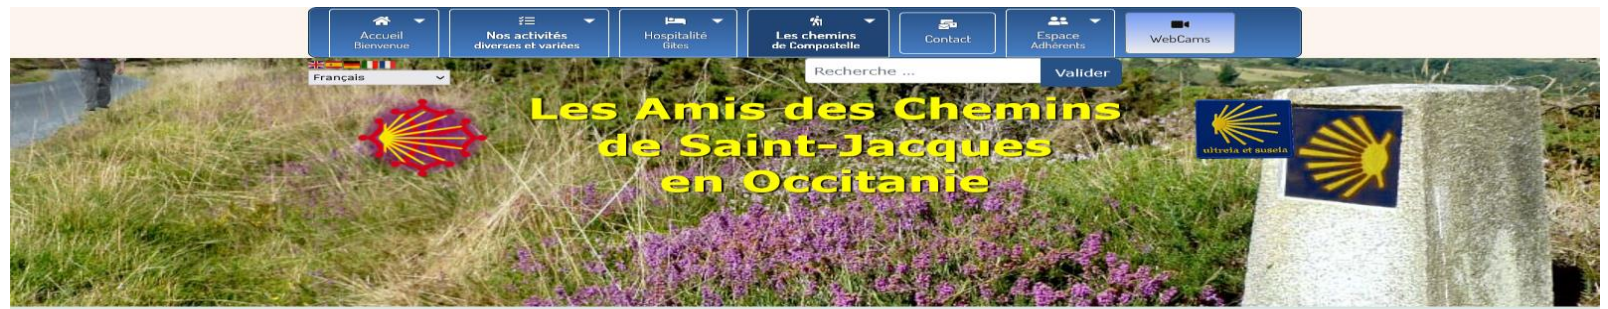 Accueil
Bienvenue
Nos activités
diverses et variées
Hospitalité
Gîtes
Les chemins
de Compostelle
Contact
Espace
Adhérents
WebCams
Français
Recherche ...
Valider
Les Amis des Chemins
de Saint-Jacques
en Occitanie
ultreïa et suseia